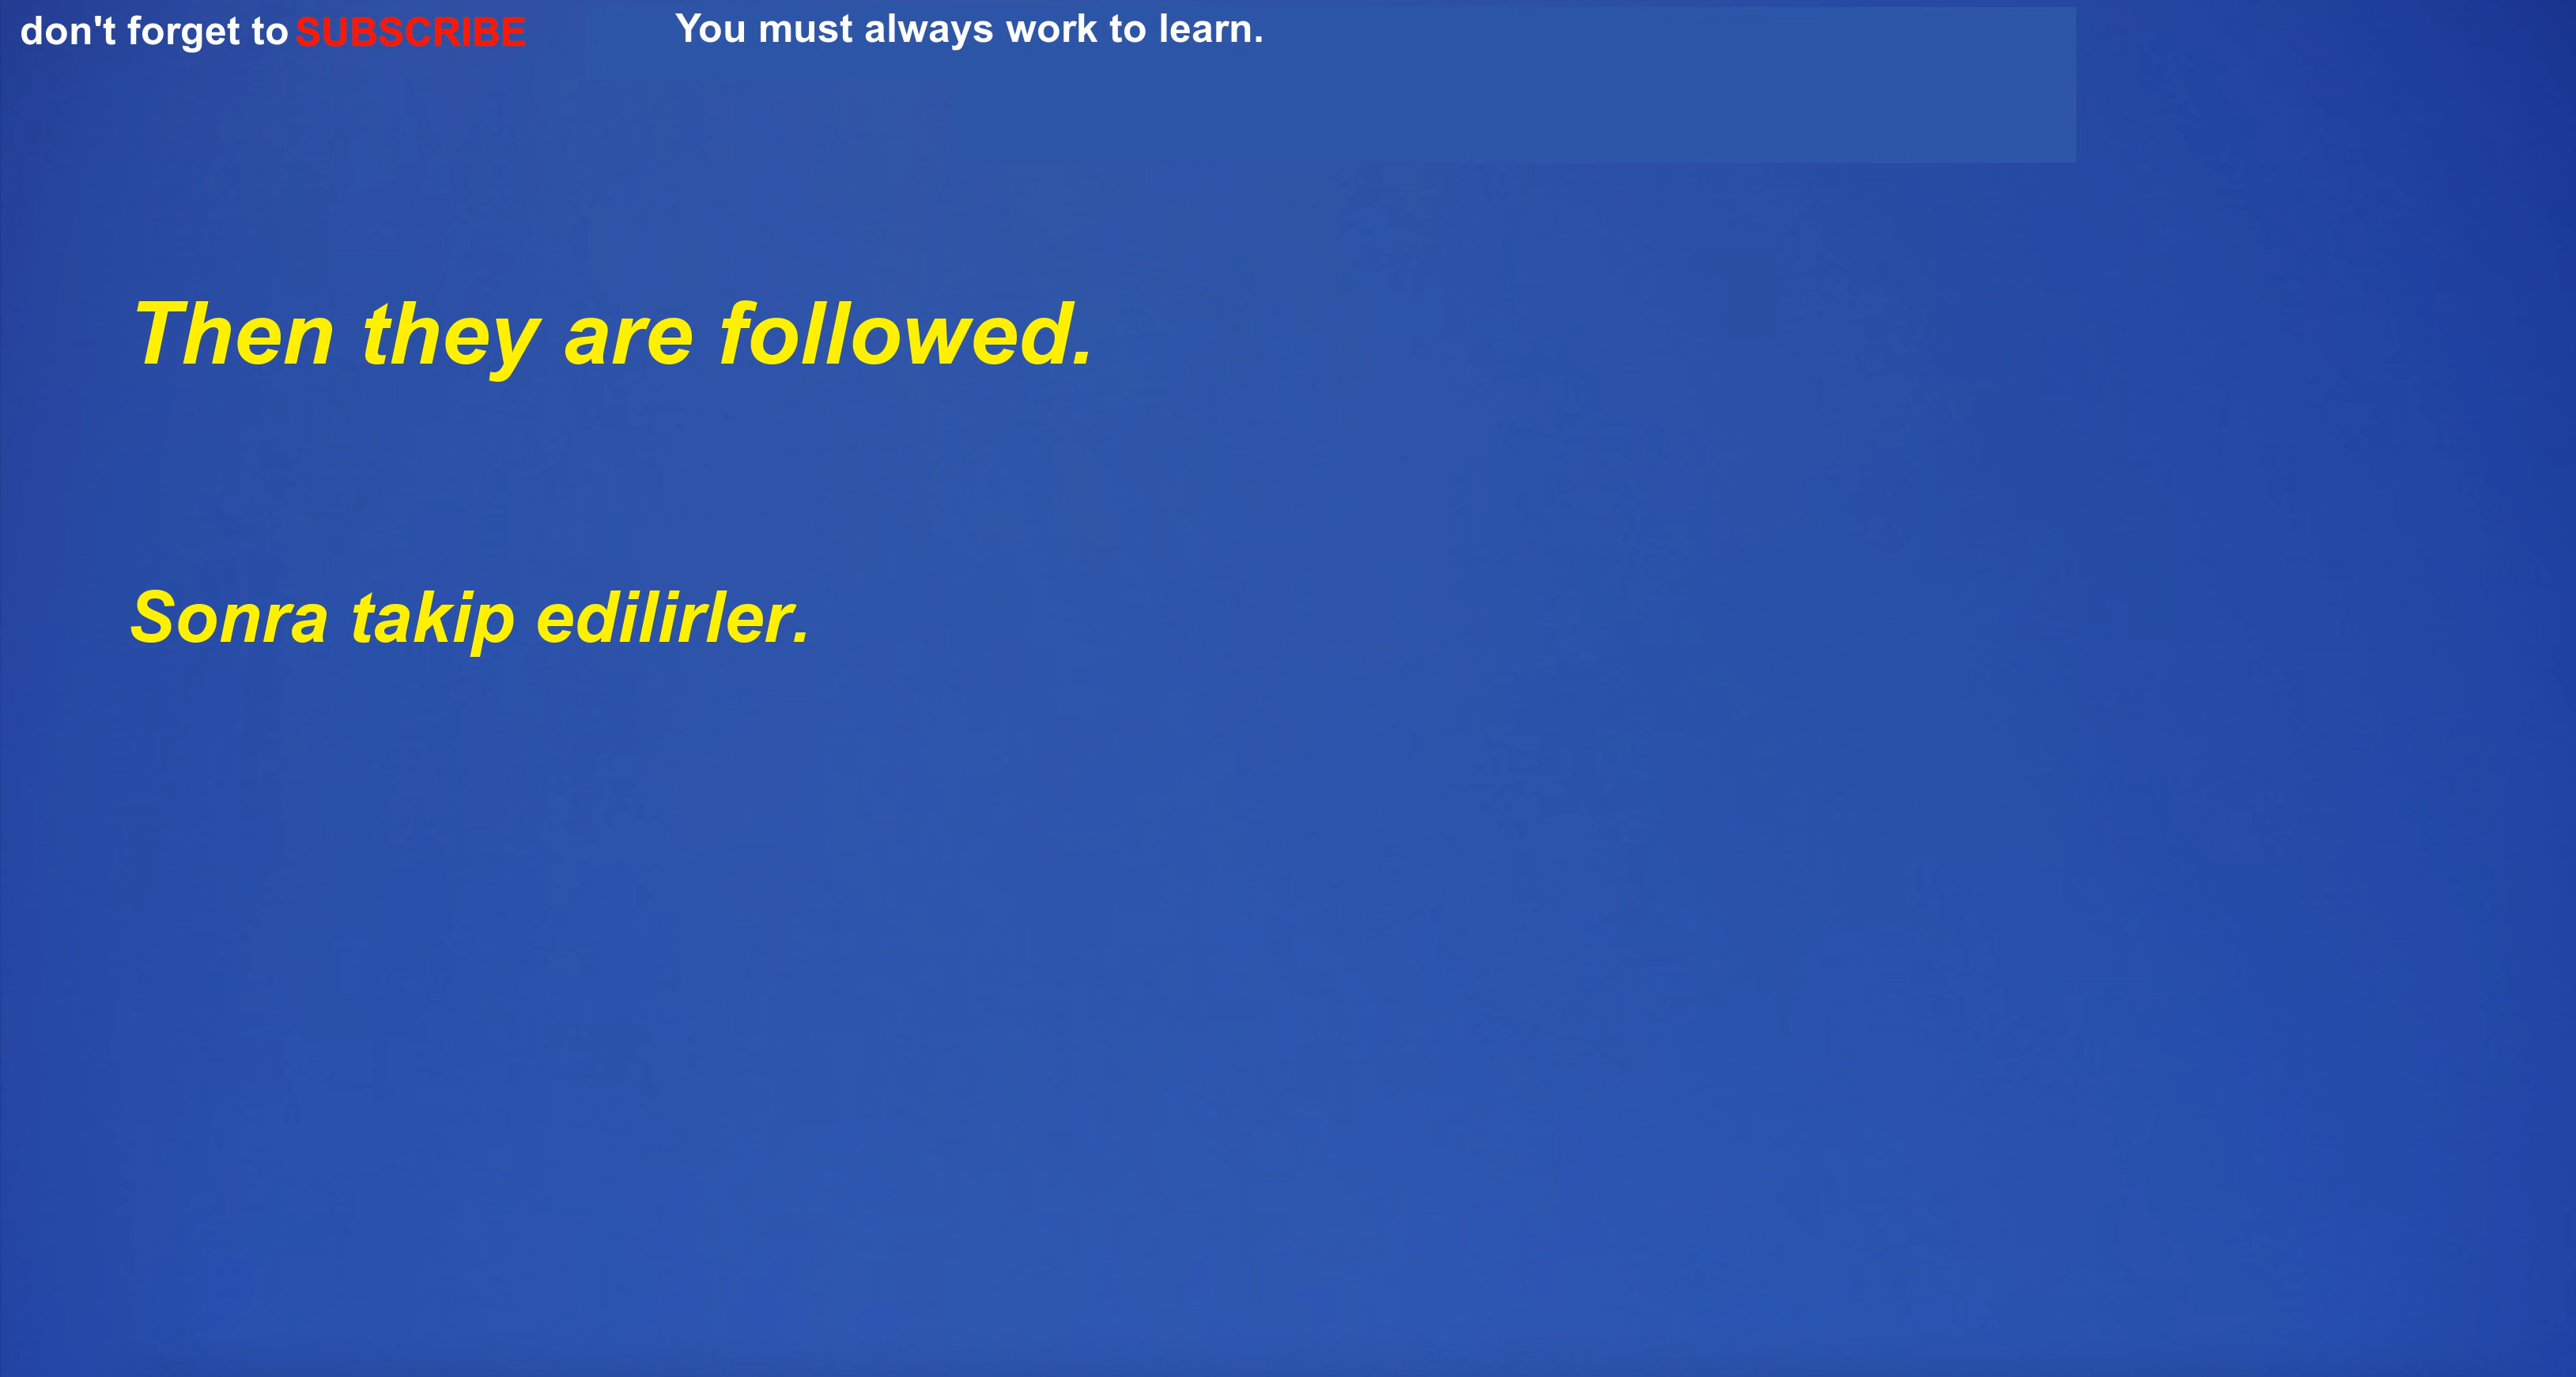 don't forget to SUBSCRIBE You must always work to learn.
Then they are followed.
Sonra takip edilirler.